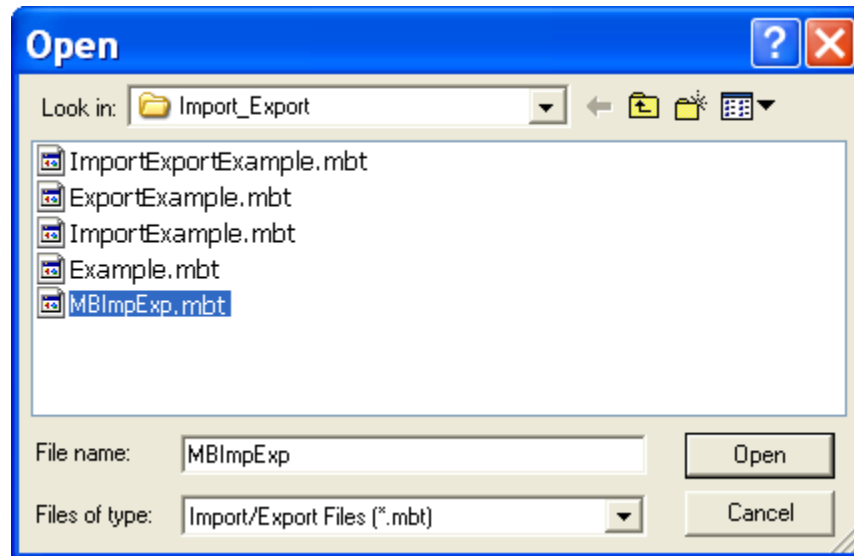 Open
Look in: Import_Export
ImportExportExample.mbt
ExportExample.mbt
ImportExample.mbt
Example.mbt
MBImpExp.mbt
File name: MBImpExp Open
Files of type: Import/Export Files (*.mbt) Cancel